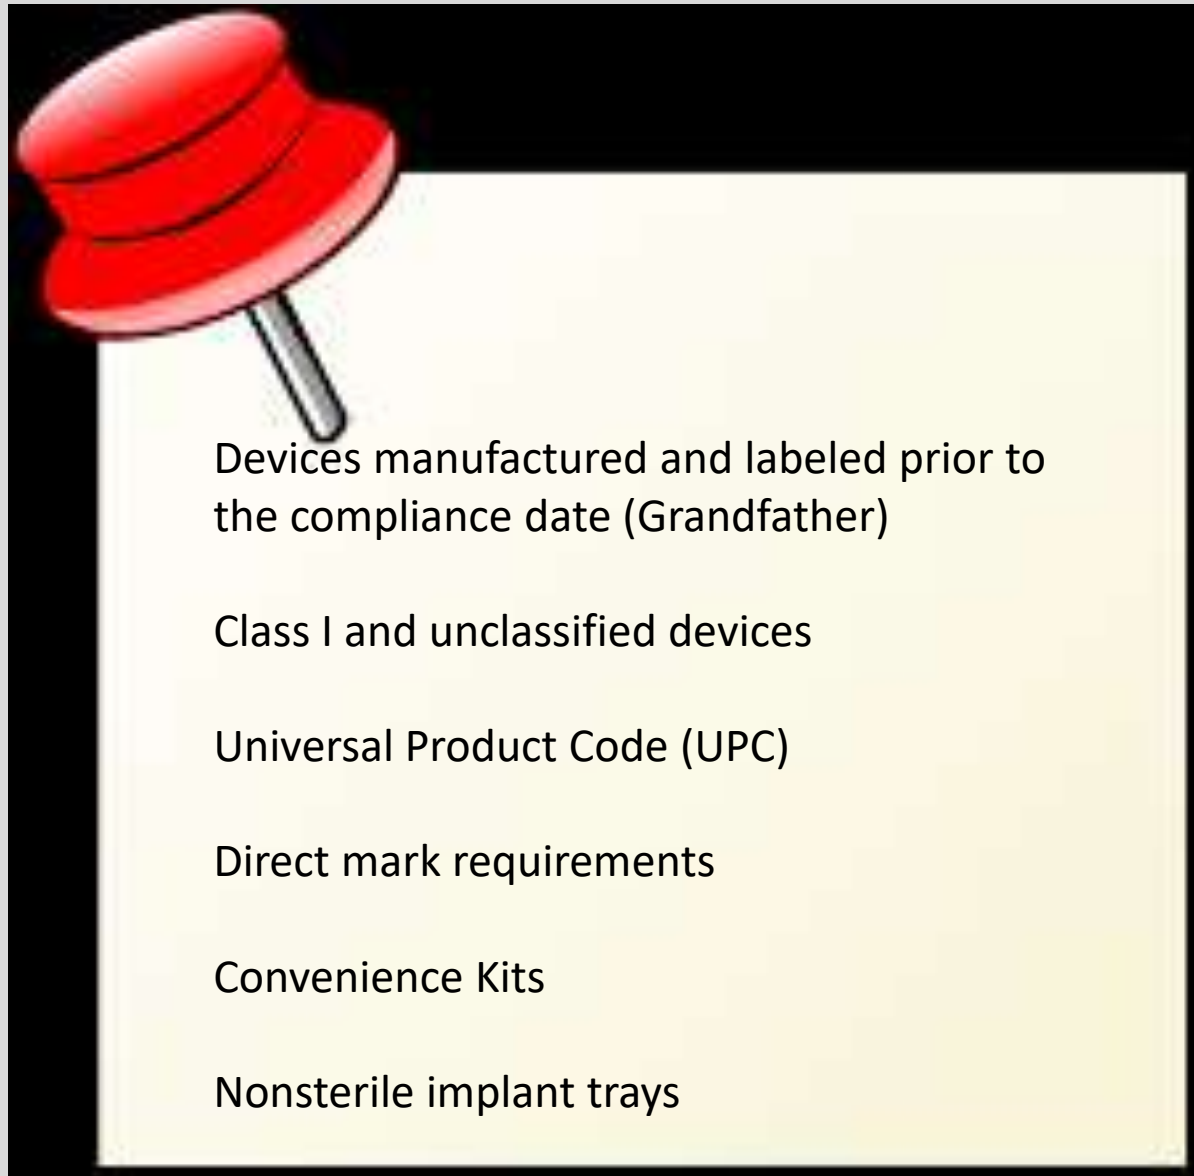 Devices manufactured and labeled prior to
the compliance date (Grandfather)
Class I and unclassified devices
Universal Product Code (UPC)
Direct mark requirements
Convenience Kits
Nonsterile implant trays